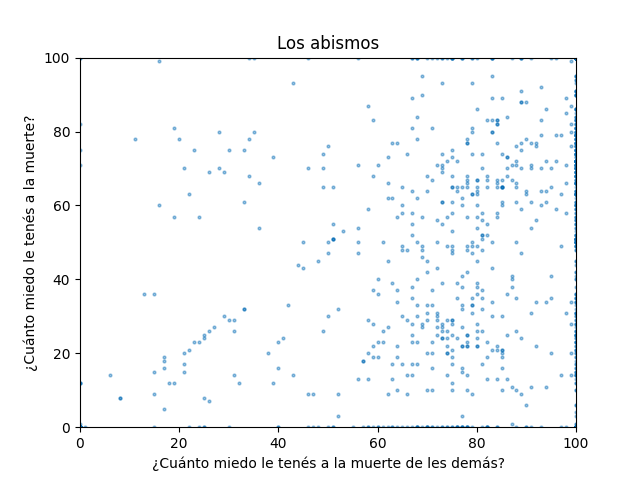 Los abismos
¿Cuánto miedo le tenés a la muerte?
100
80
60
40
20
0
0 20 40 60 80 100
¿Cuánto miedo le tenés a la muerte de les demás?